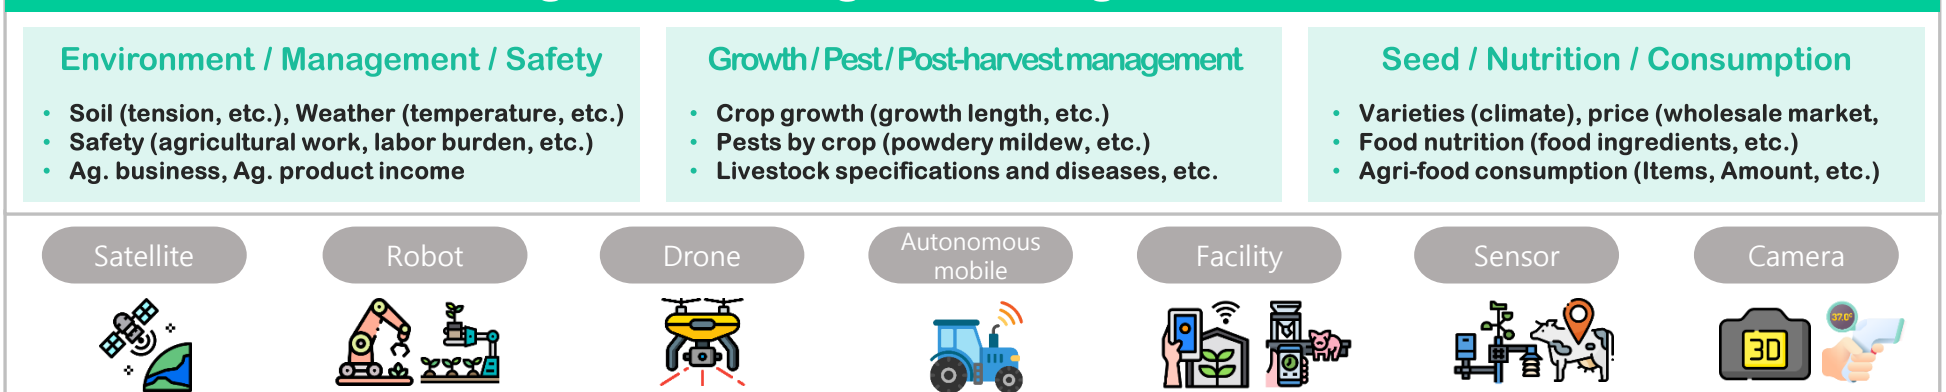 Environment / Management / Safety
• Soil (tension, etc.), Weather (temperature, etc.)
• Safety (agricultural work, labor burden, etc.)
• Ag. business, Ag. product income
Growth / Pest / Post-harvest management
• Crop growth (growth length, etc.)
• Pests by crop (powdery mildew, etc.)
• Livestock specifications and diseases, etc.
Seed / Nutrition / Consumption
• Varieties (climate), price (wholesale market,
• Food nutrition (food ingredients, etc.)
• Agri-food consumption (Items, Amount, etc.)
Satellite
Robot
Drone
Autonomous
mobile
Facility
Sensor
Camera
3D
37.0°